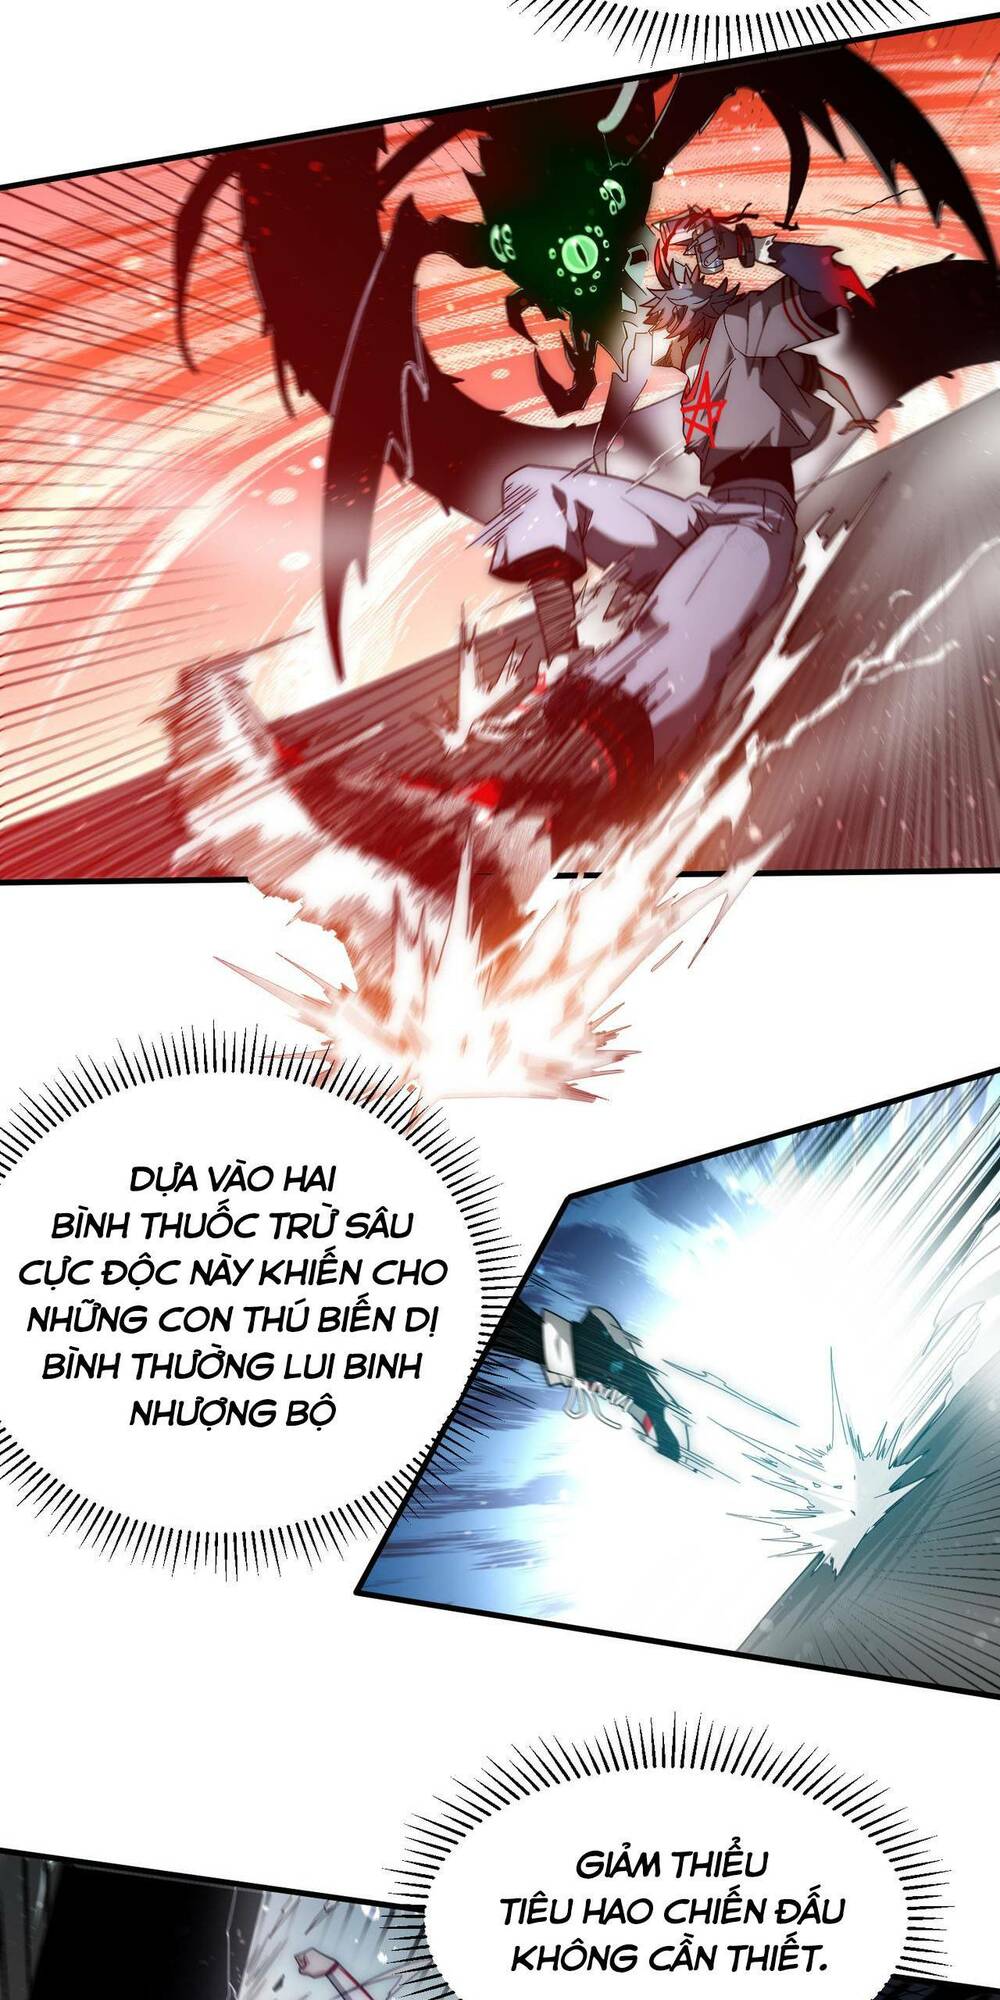 DỰA VÀO HAI
BÌNH THUỐC TRỪ SÂU
CỰC ĐỘC NÀY KHIẾN CHO
NHỮNG CON THÚ BIẾN DỊ
BÌNH THƯỜNG LUI BINH
NHƯỢNG BỘ
GIẢM THIỂU
TIÊU HAO CHIẾN ĐẤU
KHÔNG CẦN THIẾT.